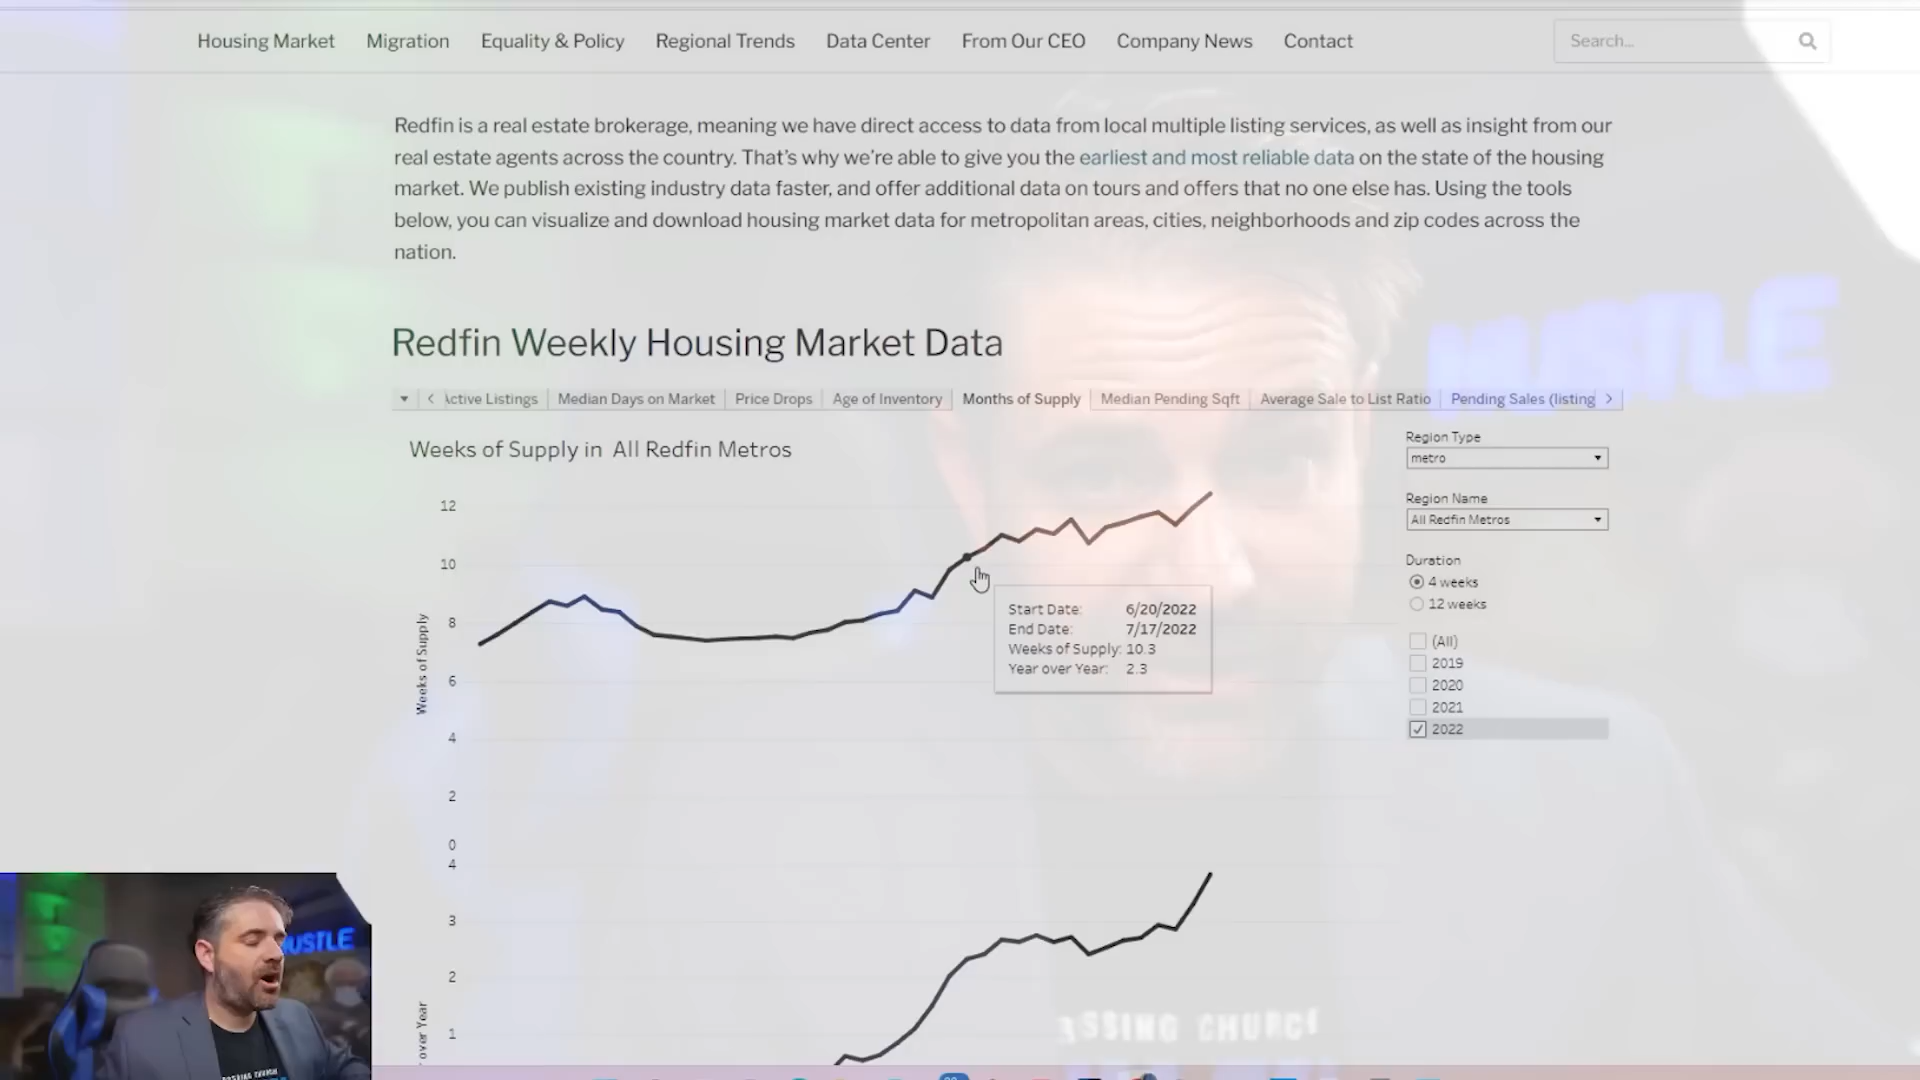 Housing Market Migration Equality & Policy Regional Trends Data Center From Our CEO Company News Contact Search...
Redfin is a real estate brokerage, meaning we have direct access to data from local multiple listing services, as well as insight from our
real estate agents across the country. That's why we're able to give you the earliest and most reliable data on the state of the housing
market. We publish existing industry data faster, and offer additional data on tours and offers that no one else has. Using the tools
below, you can visualize and download housing market data for metropolitan areas, cities, neighborhoods and zip codes across the
nation.
HUSTLE
Redfin Weekly Housing Market Data
Active Listings Median Days on Market Price Drops Age of Inventory Months of Supply Median Pending Sqft Average Sale to List Ratio Pending Sales (listing
Weeks of Supply in All Redfin Metros
Region Type
metro
Region Name
All Redfin Metros
Duration
4 weeks
12 weeks
(All)
2019
2020
2021
2022
Weeks of Supply
12
10
8
6
4
2
0
Start Date: 6/20/2022
End Date: 7/17/2022
Weeks of Supply: 10.3
Year over Year: 2.3
over Year
4
3
2
1
SSING CHURCH
USTLE
SSING CHURCH